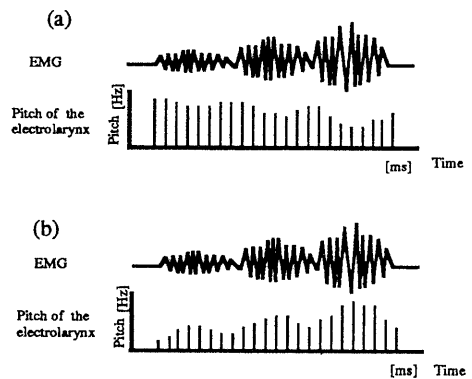 (a)
EMG
Pitch of the
electrolarynx
Pitch [Hz]
[ms] Time
(b)
EMG
Pitch of the
electrolarynx
Pitch [Hz]
[ms] Time